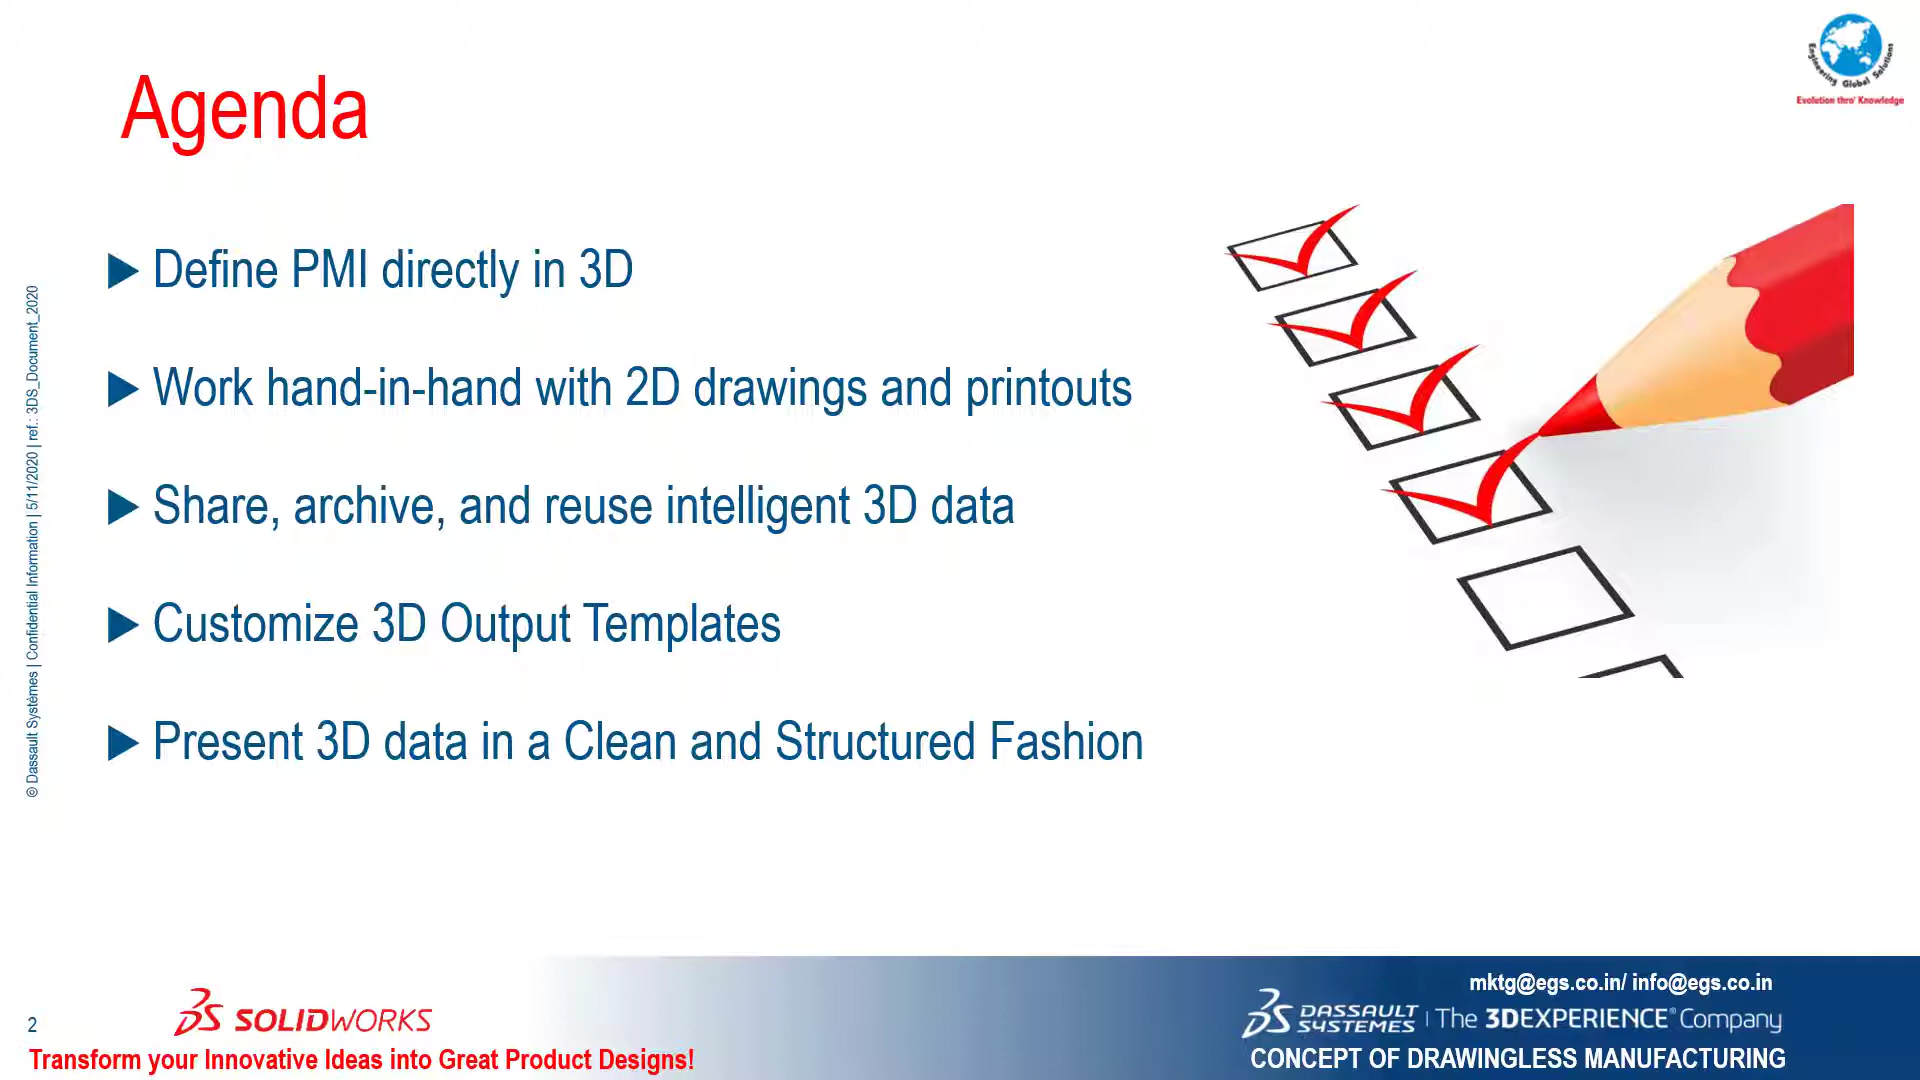 Agenda
Engineering Global Solutions
Evolution thro' Knowledge
Define PMI directly in 3D
Work hand-in-hand with 2D drawings and printouts
Share, archive, and reuse intelligent 3D data
Customize 3D Output Templates
Present 3D data in a Clean and Structured Fashion
© Dassault Systèmes | Confidential Information | 5/11/2020 | ref.: 3DS_Document_2020
mktg@egs.co.in/ info@egs.co.in
2
SOLIDWORKS
DASSAULT SYSTEMES | The 3DEXPERIENCE® Company
Transform your Innovative Ideas into Great Product Designs!
CONCEPT OF DRAWINGLESS MANUFACTURING